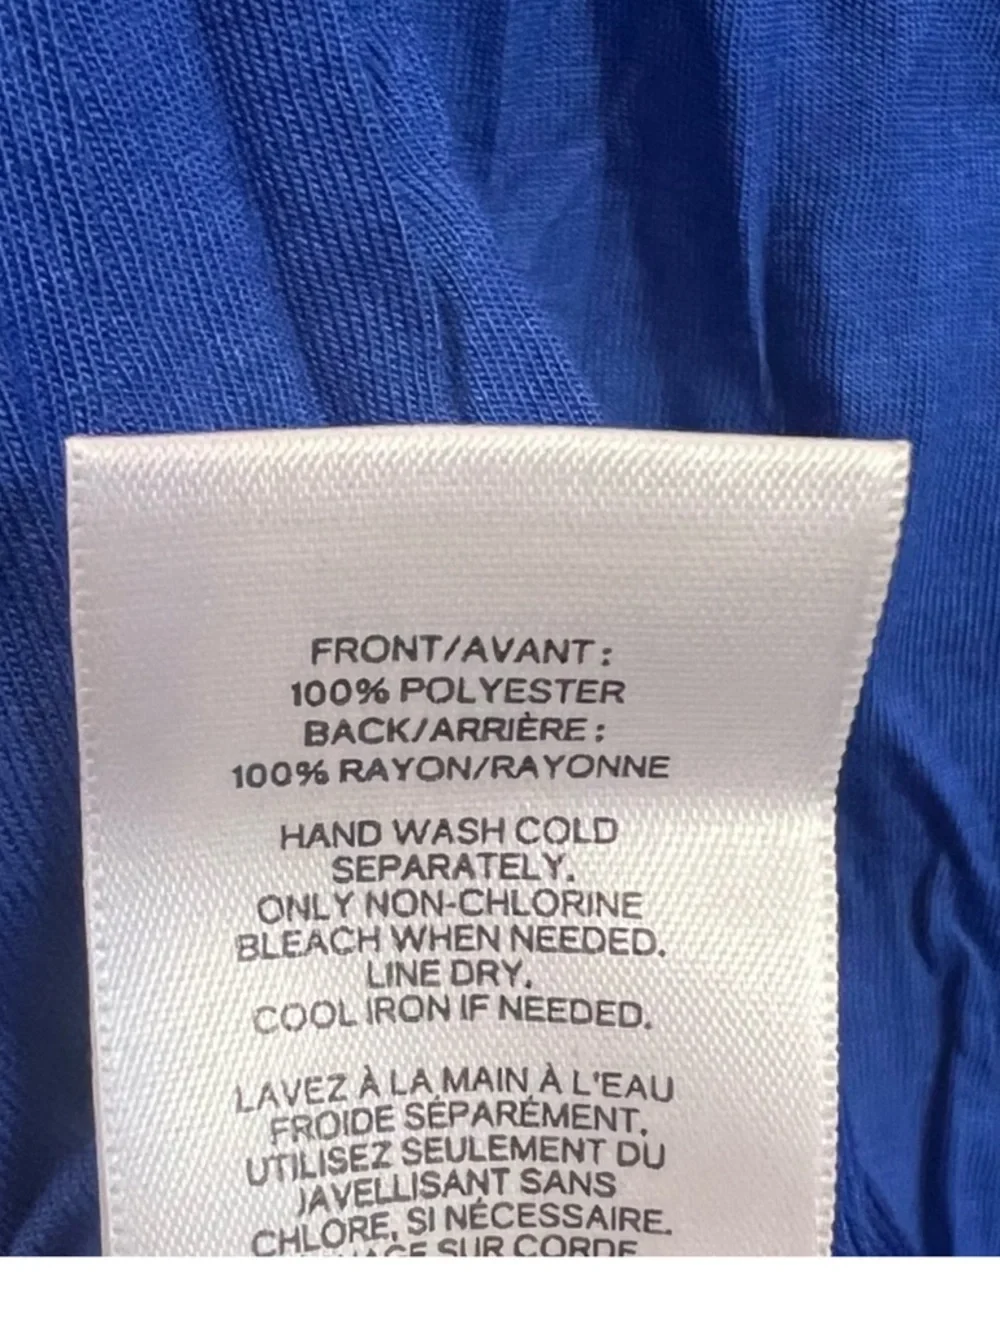 FRONT/AVANT:
100% POLYESTER
BACK/ARRIÈRE:
100% RAYON/RAYONNE
HAND WASH COLD
SEPARATELY.
ONLY NON-CHLORINE
BLEACH WHEN NEEDED.
LINE DRY.
COOL IRON IF NEEDED.
LAVEZ À LA MAIN À L'EAU
FROIDE SÉPARÉMENT.
UTILISEZ SEULEMENT DU
JAVELLISANT SANS
CHLORE, SI NÉCESSAIRE.
SUR CORDE